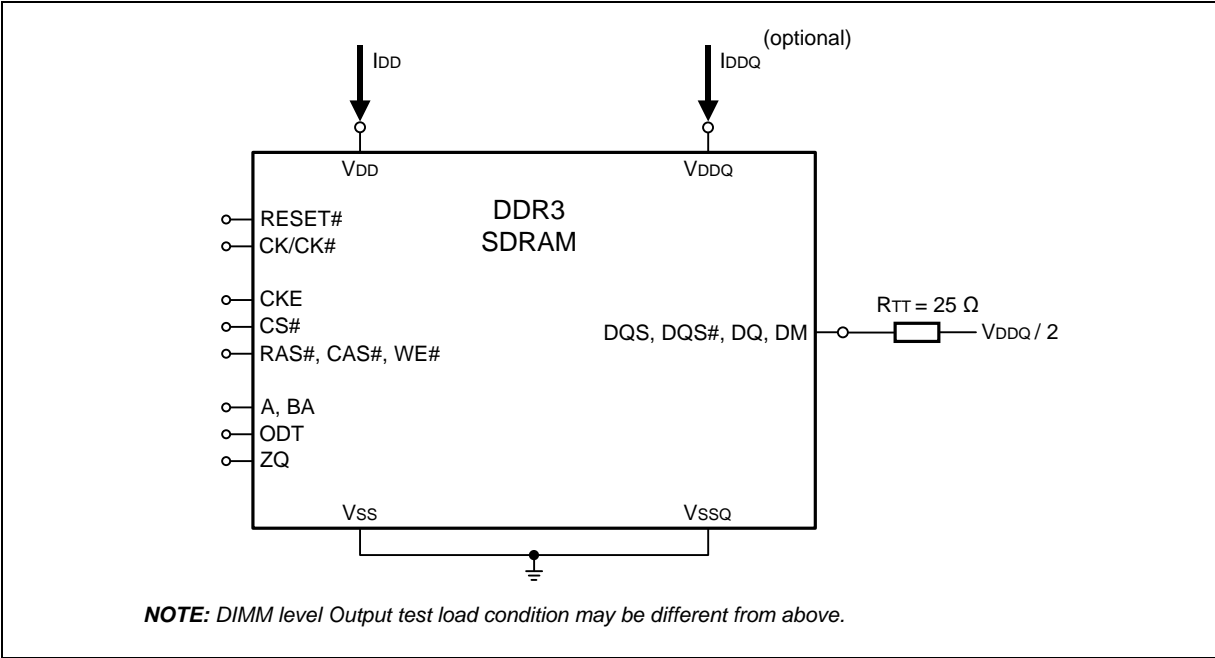 (optional)
IDD
IDDQ
VDD
VDDQ
DDR3
SDRAM
RESET#
CK/CK#
CKE
CS#
RAS#, CAS#, WE#
A, BA
ODT
ZQ
DQS, DQS#, DQ, DM
RTT = 25 Ω
VDDQ / 2
VSS
VSSQ
NOTE: DIMM level Output test load condition may be different from above.